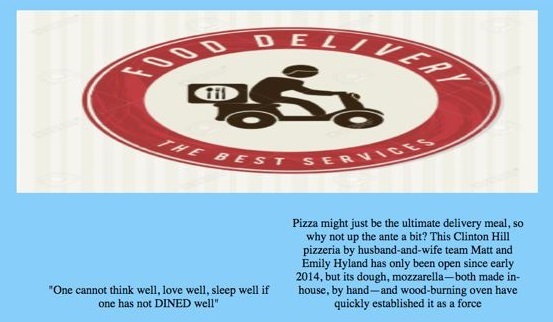 FOOD DELIVERY
THE BEST SERVICES
"One cannot think well, love well, sleep well if
one has not DINED well"
Pizza might just be the ultimate delivery meal, so
why not up the ante a bit? This Clinton Hill
pizzeria by husband-and-wife team Matt and
Emily Hyland has only been open since early
2014, but its dough, mozzarella—both made in-
house, by hand—and wood-burning oven have
quickly established it as a force